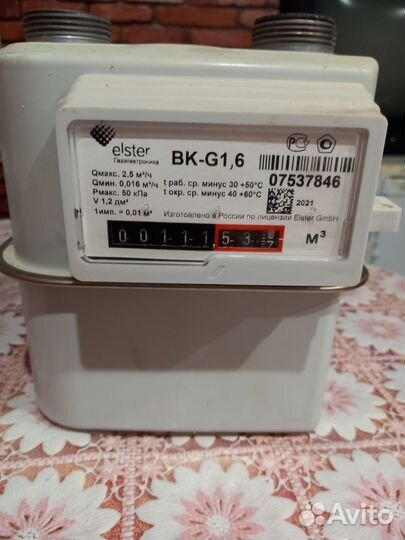 elster
Газэлектроника
BK-G1,6
07537846
Qмакс. 2,5 м³/ч
Qмин. 0,016 м³/ч
Pмакс. 50 кПа
V 1,2 дм³
1имп. = 0,01 м³
t раб. ср. минус 30 +50°C
t окр. ср. минус 40 +60°C
2021
Изготовлено в России по лицензии Elster GmbH
0 0 1 1 1 5 3 м³
Avito